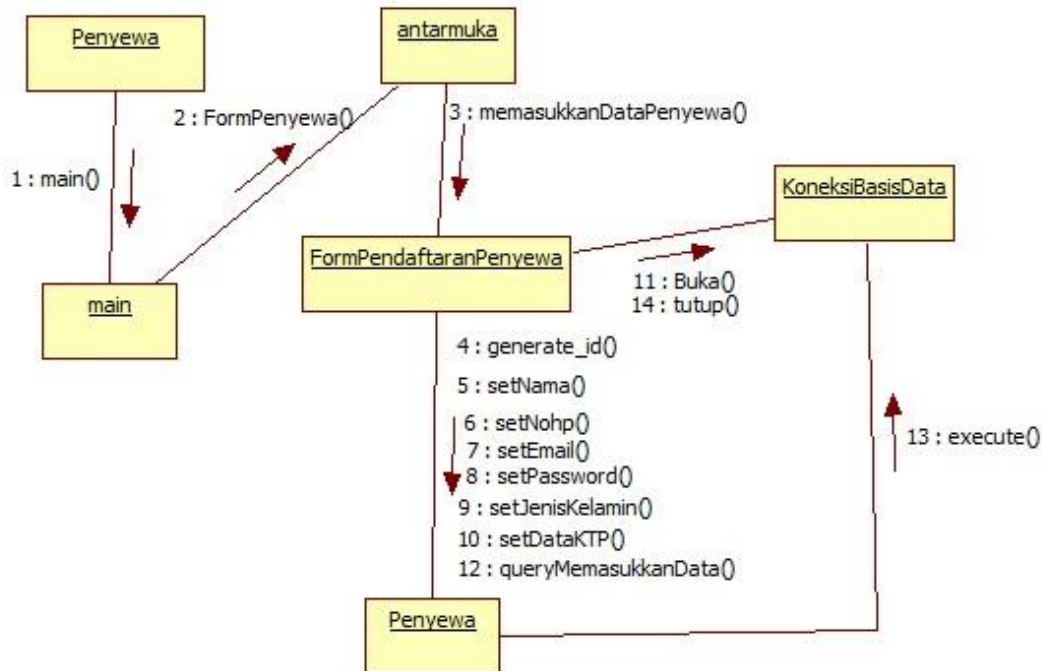 Penyewa
antarmuka
2 : FormPenyewa()
3 : memasukkanDataPenyewa()
1 : main()
KoneksiBasisData
FormPendaftaranPenyewa
main
11 : Buka()
14 : tutup()
4 : generate_id()
5 : setNama()
6 : setNohp()
7 : setEmail()
8 : setPassword()
9 : setJenisKelamin()
10 : setDataKTP()
12 : queryMemasukkanData()
13 : execute()
Penyewa